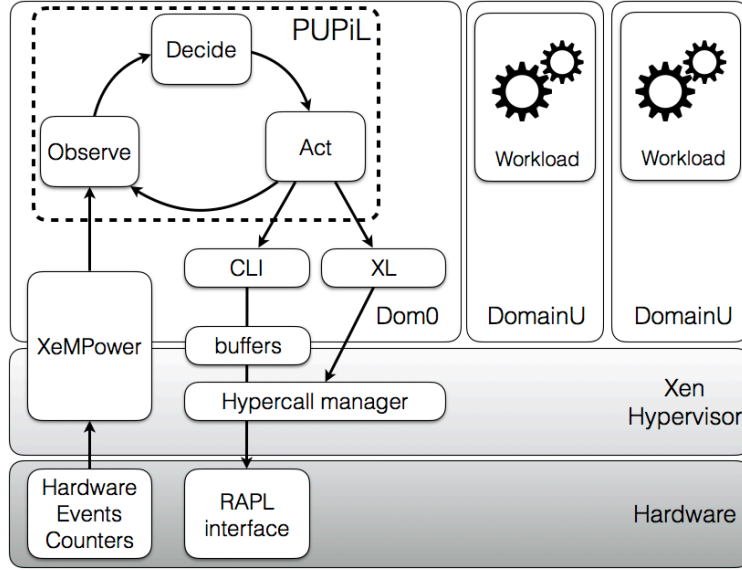 PUPiL
Decide
Observe
Act
Workload
Workload
CLI
XL
Dom0
DomainU
DomainU
XeMPower
buffers
Hypercall manager
Xen
Hypervisor
Hardware
Events
Counters
RAPL
interface
Hardware